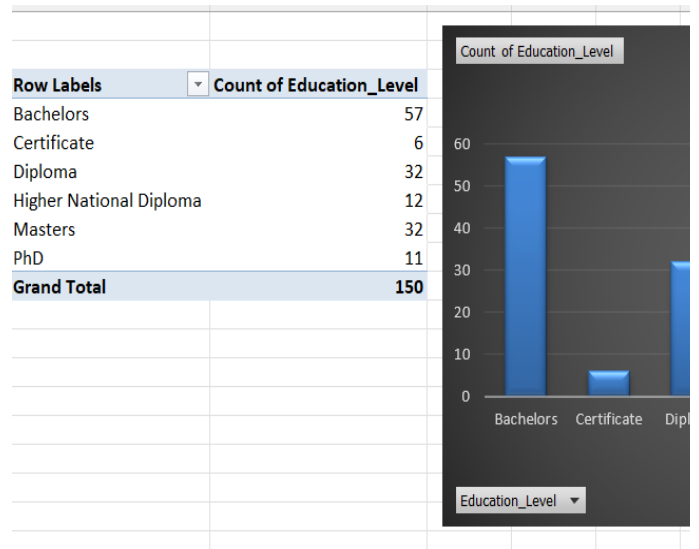 Row Labels Count of Education_Level
Bachelors 57
Certificate 6
Diploma 32
Higher National Diploma 12
Masters 32
PhD 11
Grand Total 150
Count of Education_Level
60
50
40
30
20
10
0
Bachelors Certificate Dipl
Education_Level